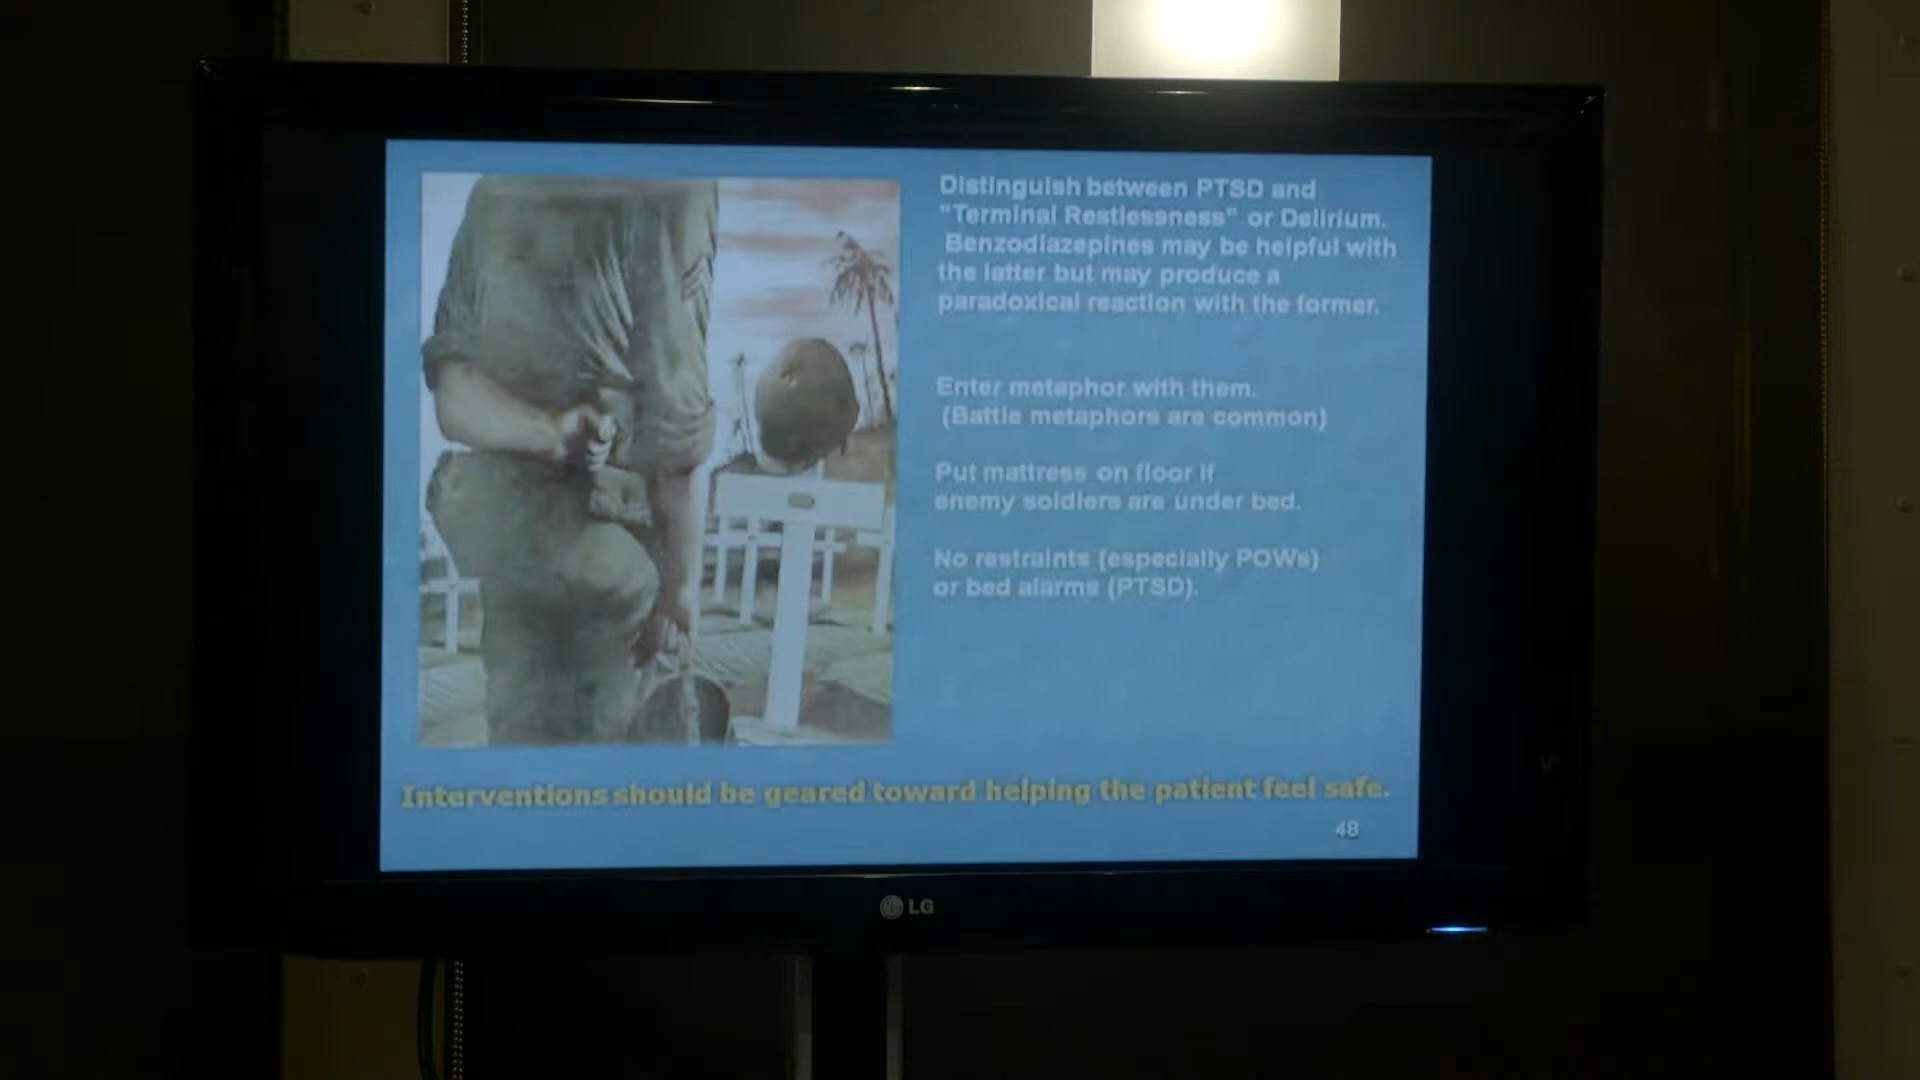 Distinguish between PTSD and
"Terminal Restlessness" or Delirium.
Benzodiazepines may be helpful with
the latter but may produce a
paradoxical reaction with the former.
Enter metaphor with them.
(Battle metaphors are common)
Put mattress on floor if
enemy soldiers are under bed.
No restraints (especially POWs)
or bed alarms (PTSD).
Interventions should be geared toward helping the patient feel safe.
48
LG